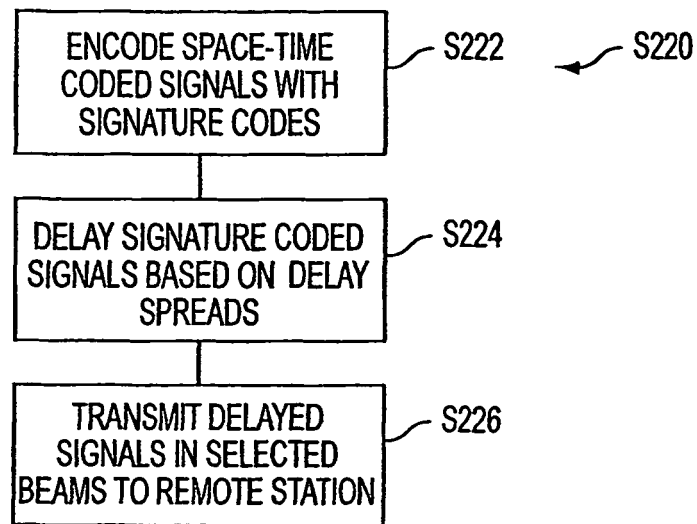 ENCODE SPACE-TIME
CODED SIGNALS WITH
SIGNATURE CODES
S222
S220
DELAY SIGNATURE CODED
SIGNALS BASED ON DELAY
SPREADS
S224
TRANSMIT DELAYED
SIGNALS IN SELECTED
BEAMS TO REMOTE STATION
S226